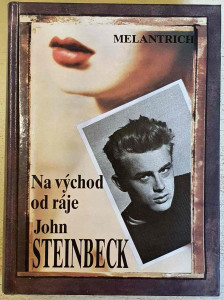 MELANTRICH
Na východ
od ráje
John
STEINBECK